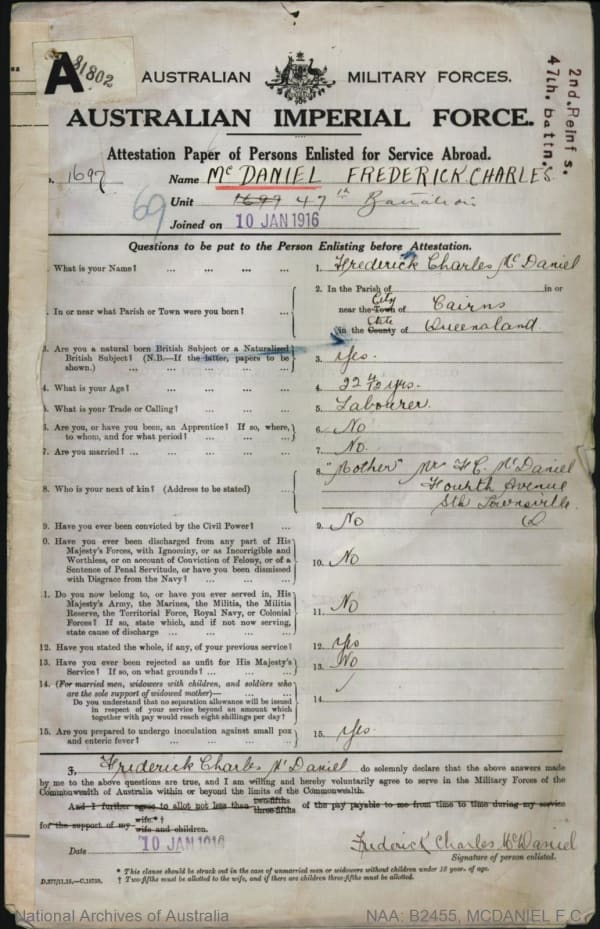 A
81802
AUSTRALIAN MILITARY FORCES.
AUSTRALIAN IMPERIAL FORCE.
2nd. Reinf s.
47th. battn.
Attestation Paper of Persons Enlisted for Service Abroad.
1697 Name McDANIEL FREDERICK CHARLES
69 Unit 1699 47th Battalion
Joined on 10 JAN 1916
Questions to be put to the Person Enlisting before Attestation.
1. What is your Name? ... ... ... ... 1. Frederick Charles McDaniel
2. In the Parish of in or
City
In or near what Parish or Town were you born? near the Town of Cairns
State
in the County of Queensland
3. Are you a natural born British Subject or a Naturalized
British Subject? (N.B.—If the latter, papers to be
shown.) ... ... ... ... 3. Yes.
4. What is your Age? ... ... ... ... 4. 22 4/12 yrs.
5. What is your Trade or Calling? ... ... ... 5. Labourer.
6. Are you, or have you been, an Apprentice? If so, where,
to whom, and for what period? ... ... ... 6. No
7. Are you married? ... ... ... ... 7. No.
8. "Mother" Mrs F.C. McDaniel
8. Who is your next of kin? (Address to be stated) ... Fourth Avenue
Sth Townsville
9. Have you ever been convicted by the Civil Power? ... 9. No Q
0. Have you ever been discharged from any part of His
Majesty's Forces, with Ignominy, or as Incorrigible and
Worthless, or on account of Conviction of Felony, or of a
Sentence of Penal Servitude, or have you been dismissed
with Disgrace from the Navy? ... ... ... 10. No
1. Do you now belong to, or have you ever served in, His
Majesty's Army, the Marines, the Militia, the Militia
Reserve, the Territorial Force, Royal Navy, or Colonial
Forces? If so, state which, and if not now serving,
state cause of discharge ... ... ... ... 11. No
12. Have you stated the whole, if any, of your previous service? 12. yes
13. Have you ever been rejected as unfit for His Majesty's
Service? If so, on what grounds? ... ... ... 13. No
14. (For married men, widowers with children, and soldiers who
are the sole support of widowed mother)—
Do you understand that no separation allowance will be issued
in respect of your service beyond an amount which
together with pay would reach eight shillings per day? 14.
15. Are you prepared to undergo inoculation against small pox
and enteric fever? ... ... ... ... 15. Yes.
I, Frederick Charles McDaniel do solemnly declare that the above answers made
by me to the above questions are true, and I am willing and hereby voluntarily agree to serve in the Military Forces of the
Commonwealth of Australia within or beyond the limits of the Commonwealth.
And I further agree to allot not less than two-fifths three-fifths of the pay payable to me from time to time during my service
for the support of my wife.* † wife and children.
Date 10 JAN 1916 Frederick Charles McDaniel
Signature of person enlisted.
* This clause should be struck out in the case of unmarried men or widowers without children under 18 years of age.
† Two-fifths must be allotted to the wife, and if there are children three-fifths must be allotted.
National Archives of Australia NAA: B2455, MCDANIEL F C